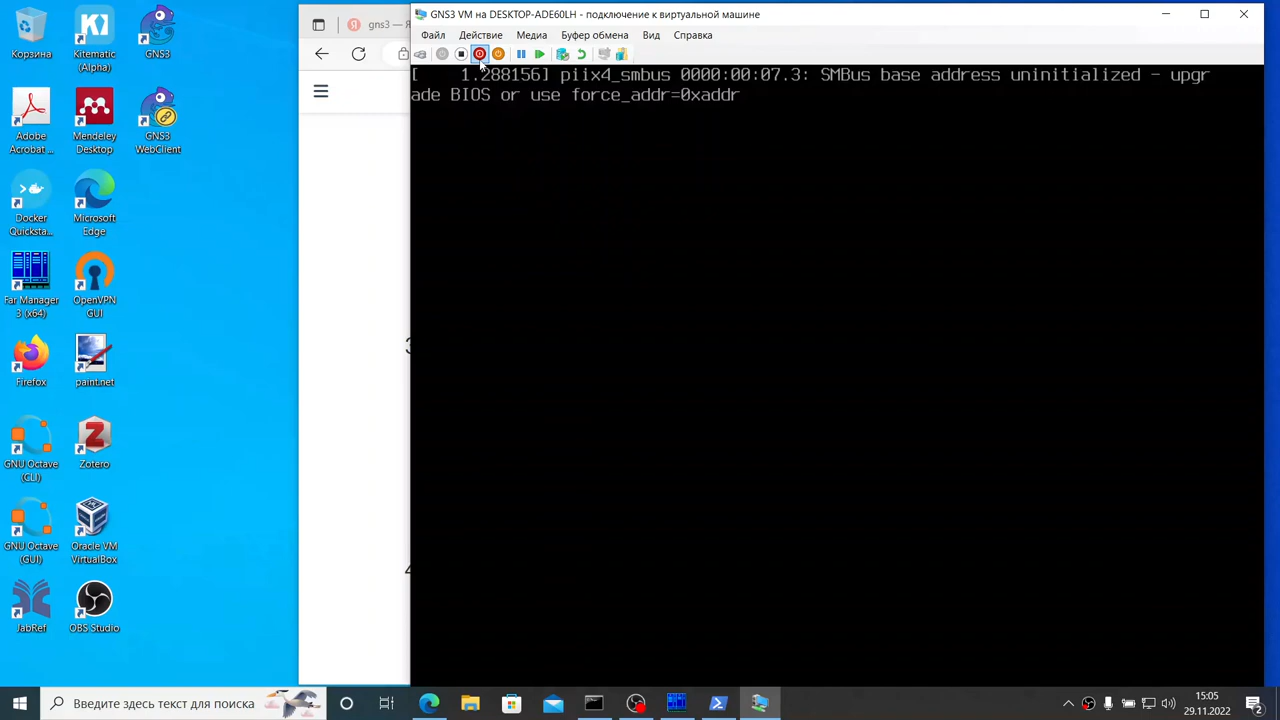 Корзина
Kitematic
(Alpha)
GNS3
Adobe
Acrobat ...
Mendeley
Desktop
GNS3
WebClient
Docker
Quicksta...
Microsoft
Edge
Far Manager
3 (x64)
OpenVPN
GUI
Firefox
paint.net
GNU Octave
(CLI)
Zotero
GNU Octave
(GUI)
Oracle VM
VirtualBox
JabRef
OBS Studio
gns3 — Я
GNS3 VM на DESKTOP-ADE60LH - подключение к виртуальной машине
Файл Действие Медиа Буфер обмена Вид Справка
[    1.288156] piix4_smbus 0000:00:07.3: SMBus base address uninitialized - upgr
ade BIOS or use force_addr=0xaddr
Введите здесь текст для поиска
15:05
29.11.2022
2